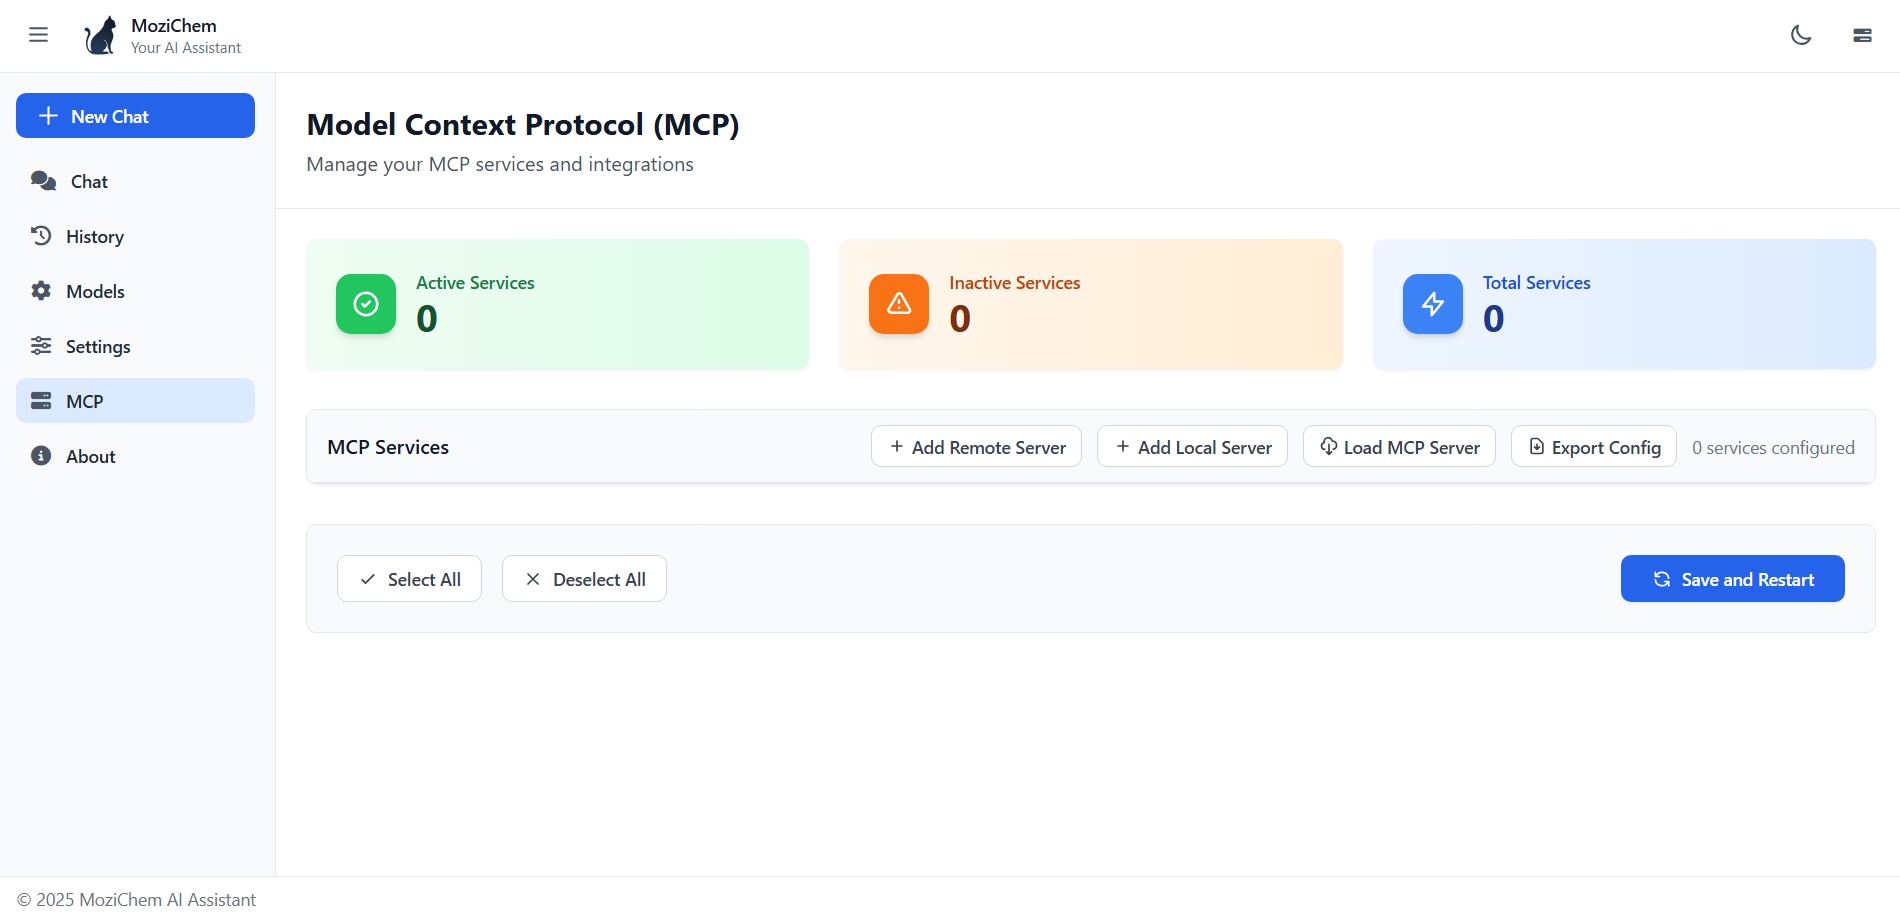 MoziChem
Your AI Assistant
New Chat
Chat
History
Models
Settings
MCP
About
Model Context Protocol (MCP)
Manage your MCP services and integrations
Active Services
0
Inactive Services
0
Total Services
0
MCP Services
Add Remote Server
Add Local Server
Load MCP Server
Export Config
0 services configured
Select All
Deselect All
Save and Restart
© 2025 MoziChem AI Assistant